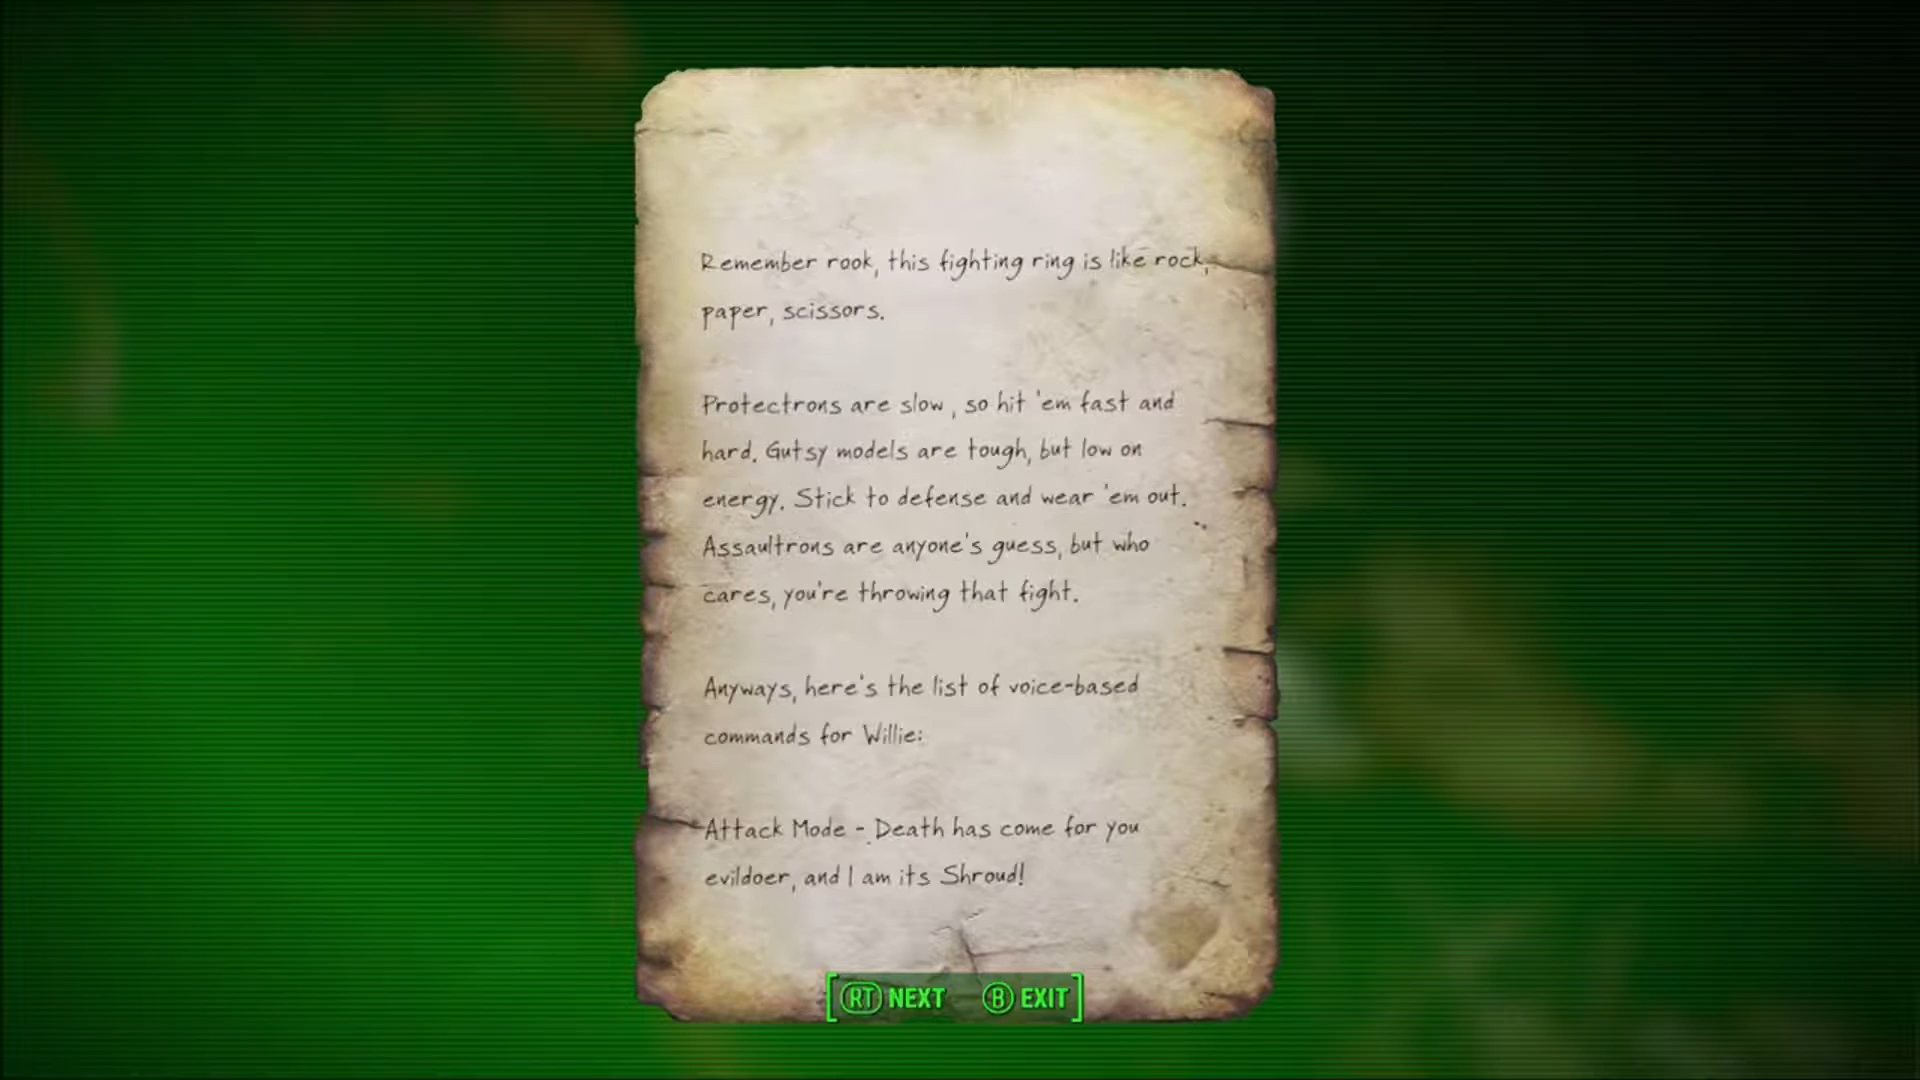 Remember rook, this fighting ring is like rock,
paper, scissors.
Protectrons are slow , so hit 'em fast and
hard. Gutsy models are tough, but low on
energy. Stick to defense and wear 'em out.
Assaultrons are anyone's guess, but who
cares, you're throwing that fight.
Anyways, here's the list of voice-based
commands for Willie:
Attack Mode - Death has come for you
evildoer, and I am its Shroud!
RT NEXT B EXIT